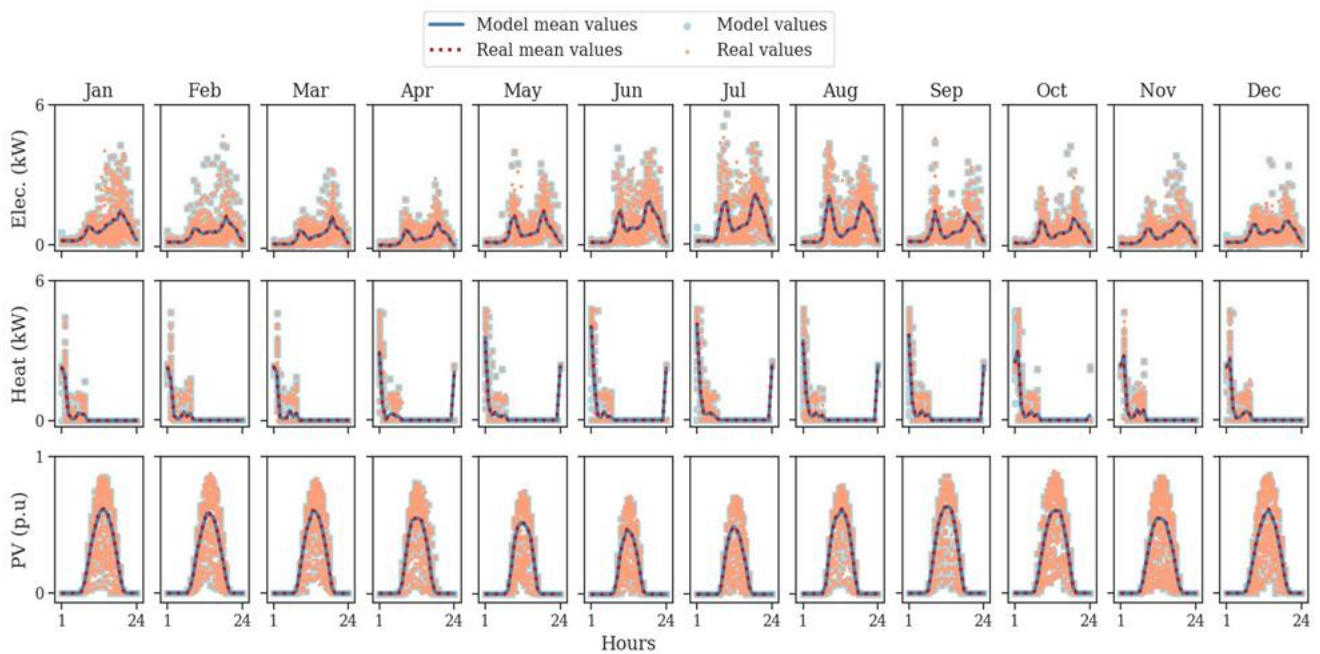 Model mean values Model values
Real mean values Real values
Jan Feb Mar Apr May Jun Jul Aug Sep Oct Nov Dec
6
Elec. (kW)
0
6
Heat (kW)
0
1
PV (p.u
0
1 24 1 24 1 24 1 24 1 24 1 24 1 24 1 24 1 24 1 24 1 24 1 24
Hours